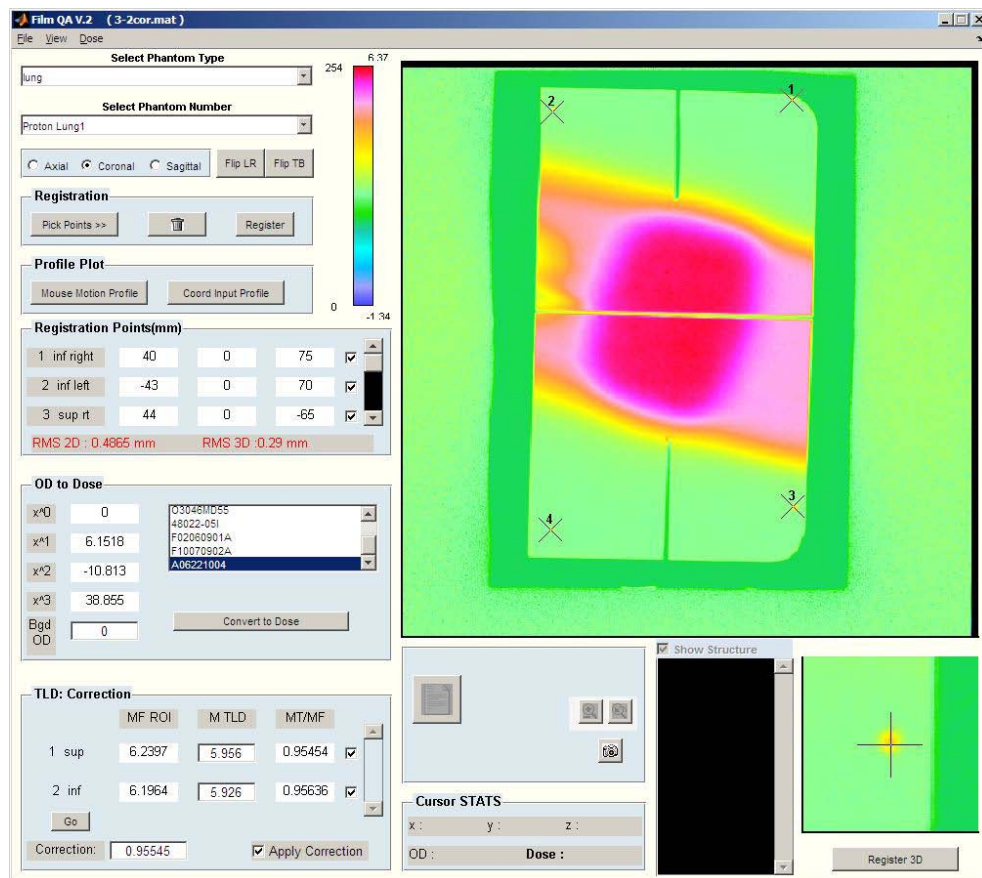 Film QA V.2 ( 3-2cor.mat )
File View Dose
Select Phantom Type
lung
Select Phantom Number
Proton Lung1
Axial Coronal Sagittal Flip LR Flip TB
Registration
Pick Points >> Register
Profile Plot
Mouse Motion Profile Coord Input Profile
254 6.37
0 -1.34
Registration Points(mm)
1 inf right 40 0 75
2 inf left -43 0 70
3 sup rt 44 0 -65
RMS 2D : 0.4865 mm RMS 3D :0.29 mm
OD to Dose
x^0 0
x^1 6.1518
x^2 -10.813
x^3 38.855
Bgd OD 0
O3046MD55
48022-05I
F02060901A
F10070902A
A06221004
Convert to Dose
TLD: Correction
MF ROI M TLD MT/MF
1 sup 6.2397 5.956 0.95454
2 inf 6.1964 5.926 0.95636
Go
Correction: 0.95545 Apply Correction
2 1
4 3
Show Structure
Cursor STATS
x : y : z :
OD : Dose :
Register 3D